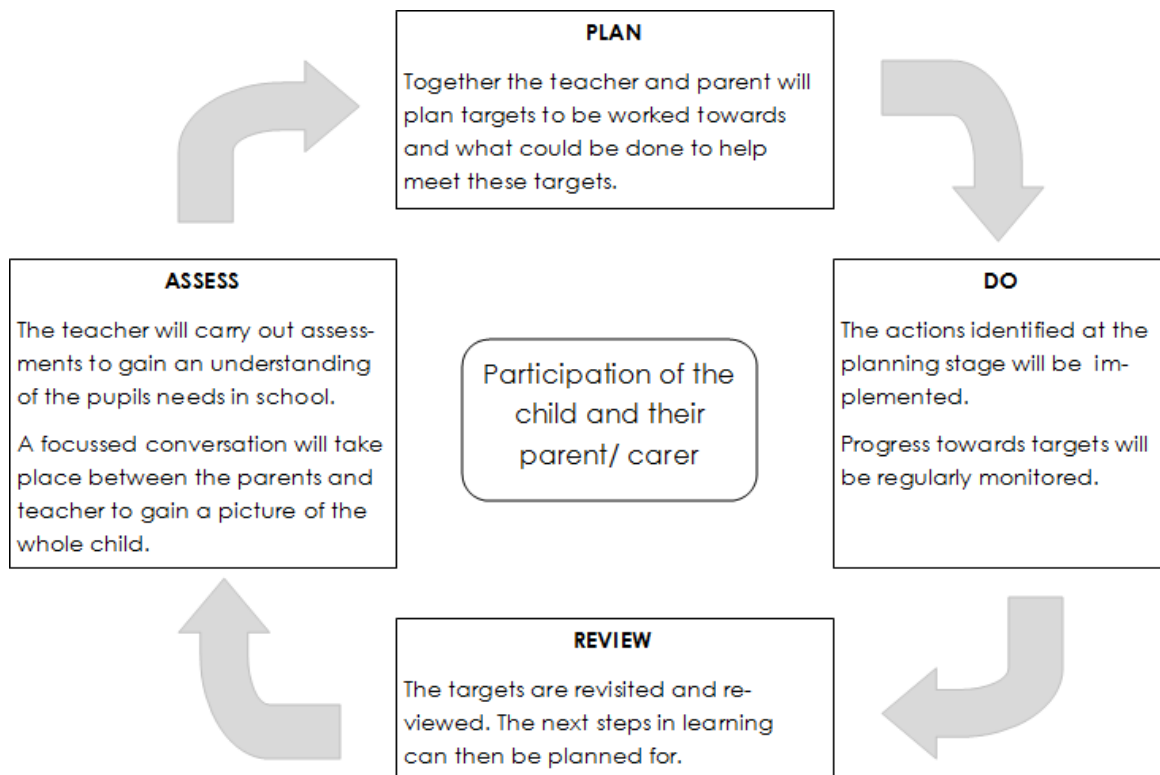 PLAN
Together the teacher and parent will
plan targets to be worked towards
and what could be done to help
meet these targets.
ASSESS
The teacher will carry out assess-
ments to gain an understanding
of the pupils needs in school.
A focussed conversation will take
place between the parents and
teacher to gain a picture of the
whole child.
Participation of the
child and their
parent/ carer
DO
The actions identified at the
planning stage will be  im-
plemented.
Progress towards targets will
be regularly monitored.
REVIEW
The targets are revisited and re-
viewed. The next steps in learning
can then be planned for.